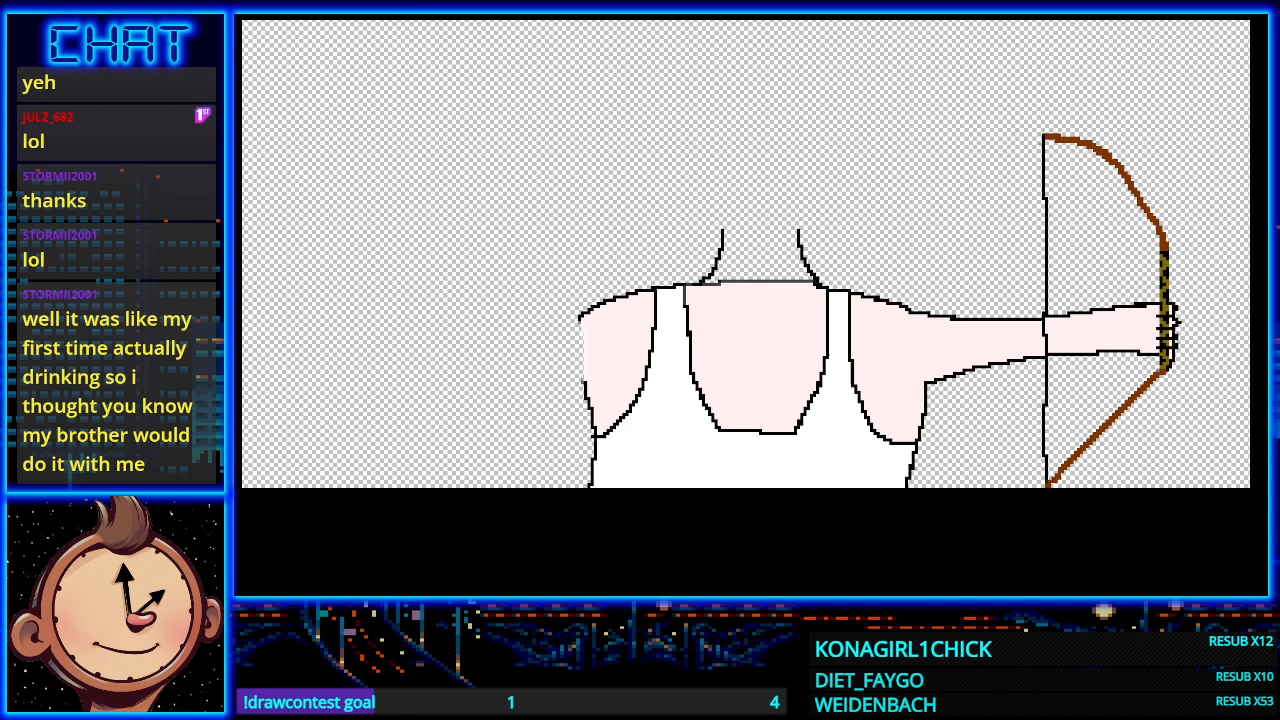 CHAT
yeh
JULZ_682
1ST
lol
STORMII2001
thanks
STORMII2001
lol
STORMII2001
well it was like my
first time actually
drinking so i
thought you know
my brother would
do it with me
!drawcontest goal 1 4
KONAGIRL1CHICK RESUB X12
DIET_FAYGO RESUB X10
WEIDENBACH RESUB X53